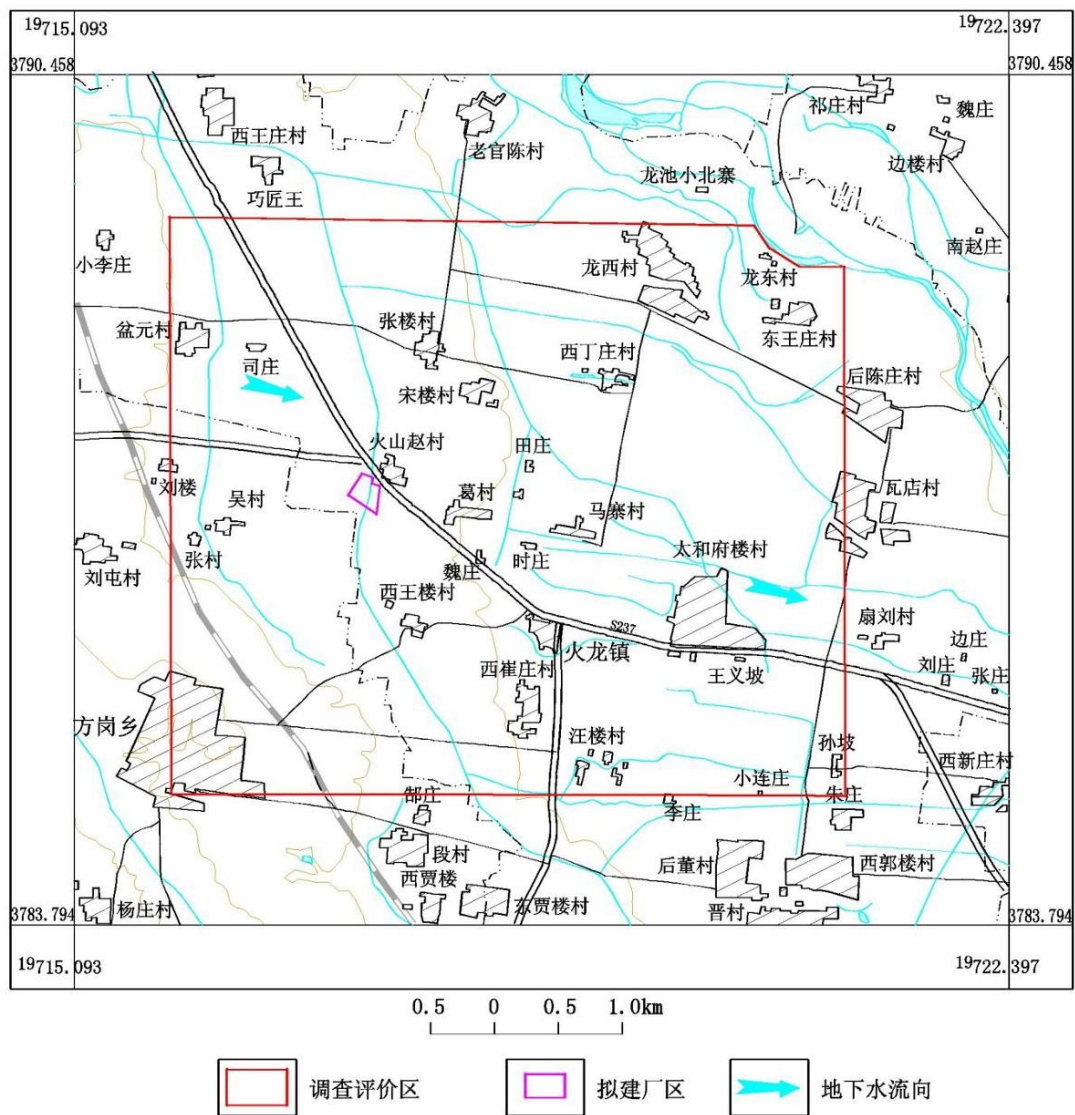 19715.093
19722.397
3790.458
3790.458
西王庄村
老官陈村
祁庄村
魏庄
边楼村
巧匠王
龙池小北寨
南赵庄
小李庄
龙西村
龙东村
东王庄村
盆元村
司庄
张楼村
西丁庄村
宋楼村
后陈庄村
火山赵村
田庄
刘楼
吴村
葛村
马寨村
瓦店村
刘屯村
张村
魏庄
时庄
太和府楼村
西王楼村
S237
火龙镇
扇刘村
边庄
刘庄
张庄
王义坡
西崔庄村
方岗乡
汪楼村
孙坡
西新庄村
小连庄
朱庄
李庄
郜庄
段村
后董村
西郭楼村
西贾楼
东贾楼村
晋村
杨庄村
3783.794
3783.794
19715.093
19722.397
0.5 0 0.5 1.0km
调查评价区
拟建厂区
地下水流向